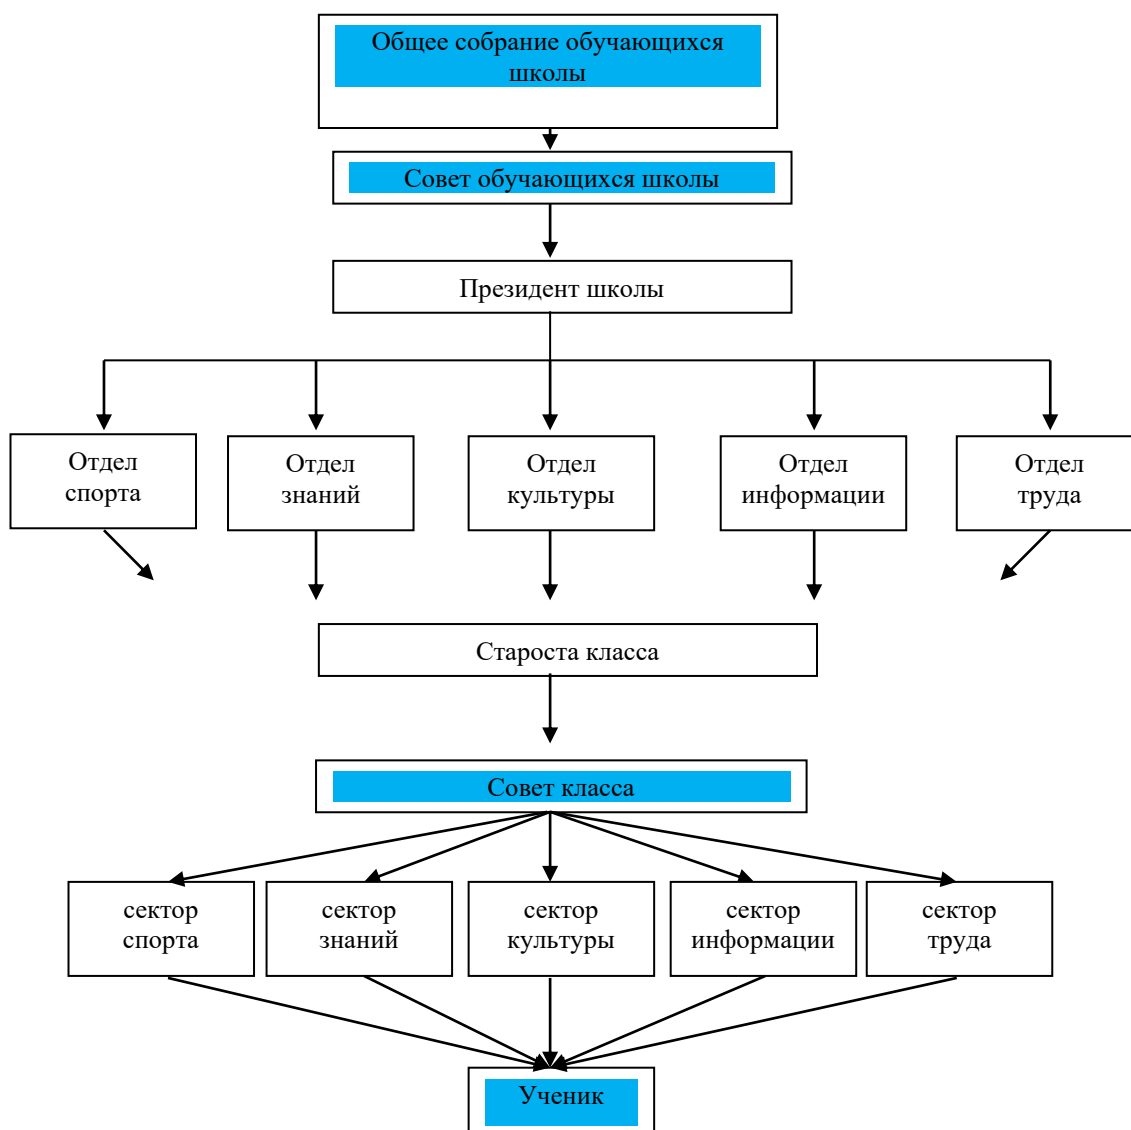 Общее собрание обучающихся
школы
Совет обучающихся школы
Президент школы
Отдел
спорта
Отдел
знаний
Отдел
культуры
Отдел
информации
Отдел
труда
Староста класса
Совет класса
сектор
спорта
сектор
знаний
сектор
культуры
сектор
информации
сектор
труда
Ученик